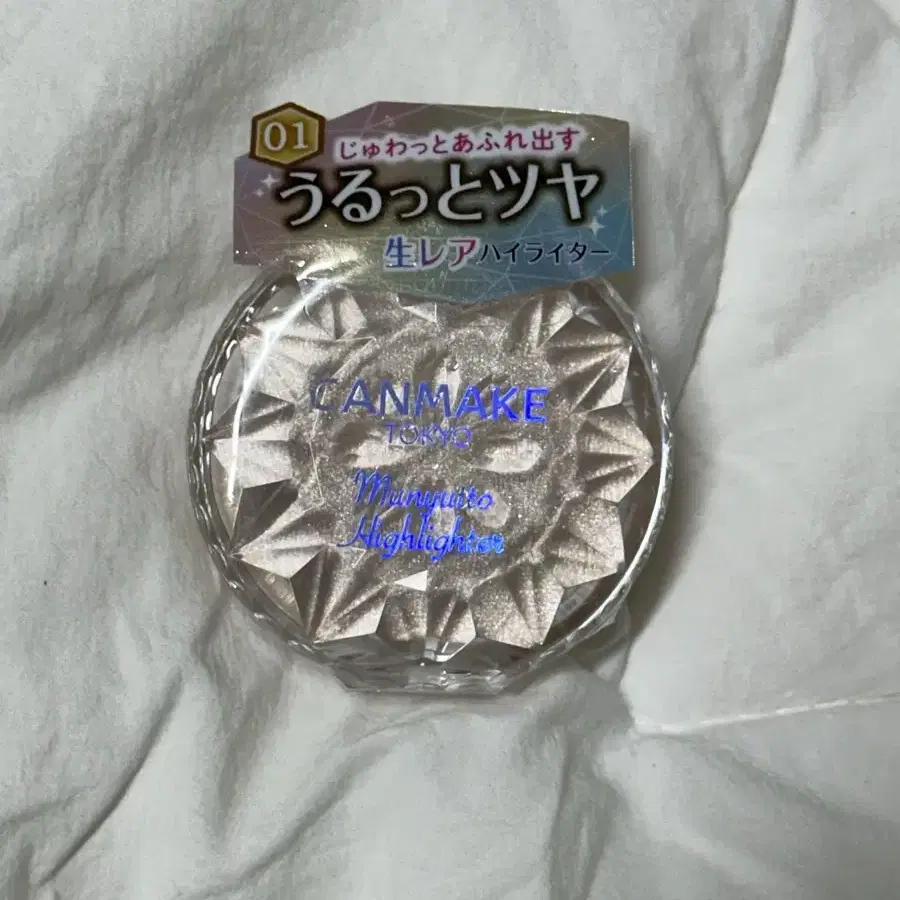 01
じゅわっとあふれ出す
うるっとツヤ
生レアハイライター
CANMAKE
TOKYO
Munyuito
Highlighter